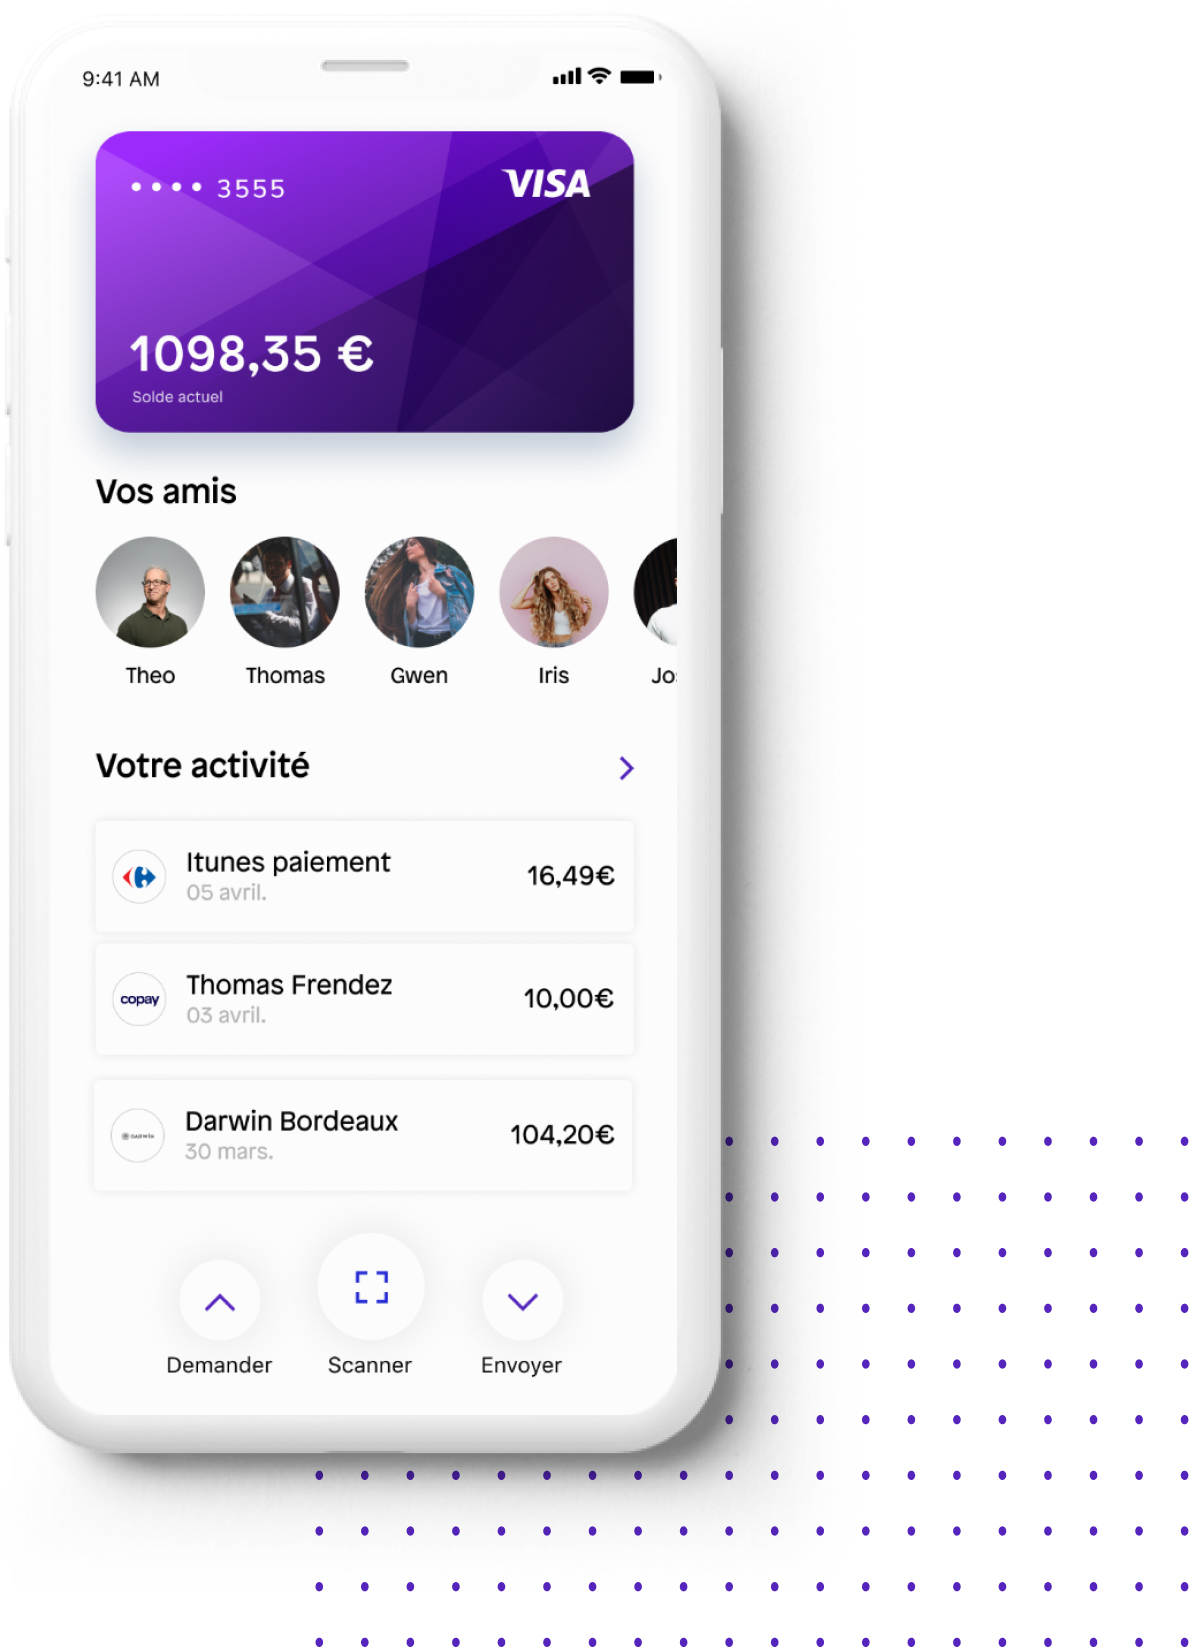 9:41 AM
•••• 3555
VISA
1098,35 €
Solde actuel
Vos amis
Theo
Thomas
Gwen
Iris
Jo
Votre activité
Itunes paiement
05 avril.
16,49€
copay
Thomas Frendez
03 avril.
10,00€
DARWIN
Darwin Bordeaux
30 mars.
104,20€
Demander
Scanner
Envoyer